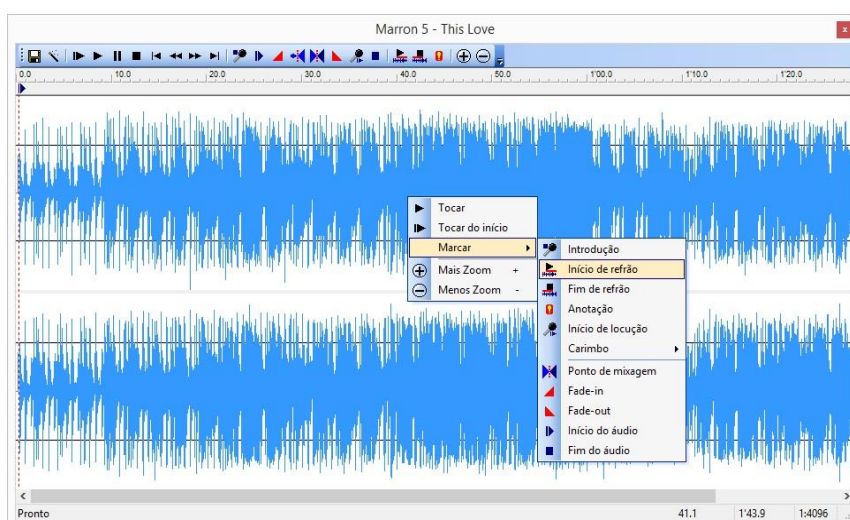 Marron 5 - This Love
x
0.0 10.0 20.0 30.0 40.0 50.0 1'00.0 1'10.0 1'20.0
Tocar
Tocar do início
Marcar
Mais Zoom +
Menos Zoom -
Introdução
Início de refrão
Fim de refrão
Anotação
Início de locução
Carimbo
Ponto de mixagem
Fade-in
Fade-out
Início do áudio
Fim do áudio
Pronto 41.1 1'43.9 1:4096